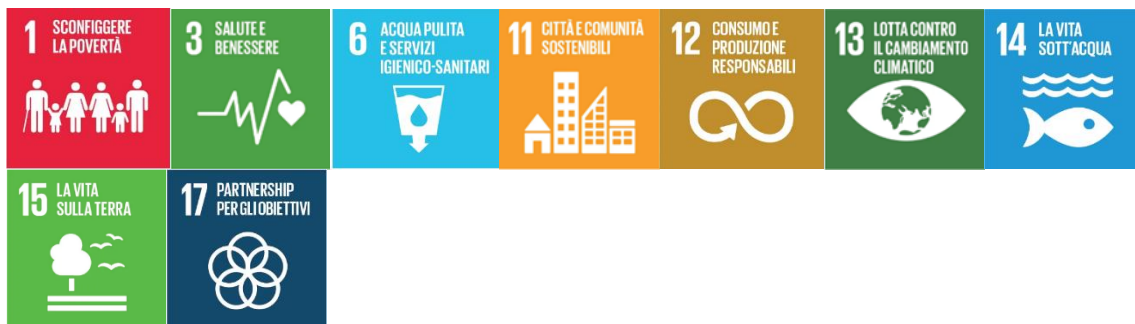 1 SCONFIGGERE
LA POVERTÀ
3 SALUTE E
BENESSERE
6 ACQUA PULITA
E SERVIZI
IGIENICO-SANITARI
11 CITTÀ E COMUNITÀ
SOSTENIBILI
12 CONSUMO E
PRODUZIONE
RESPONSABILI
13 LOTTA CONTRO
IL CAMBIAMENTO
CLIMATICO
14 LA VITA
SOTT'ACQUA
15 LA VITA
SULLA TERRA
17 PARTNERSHIP
PER GLI OBIETTIVI